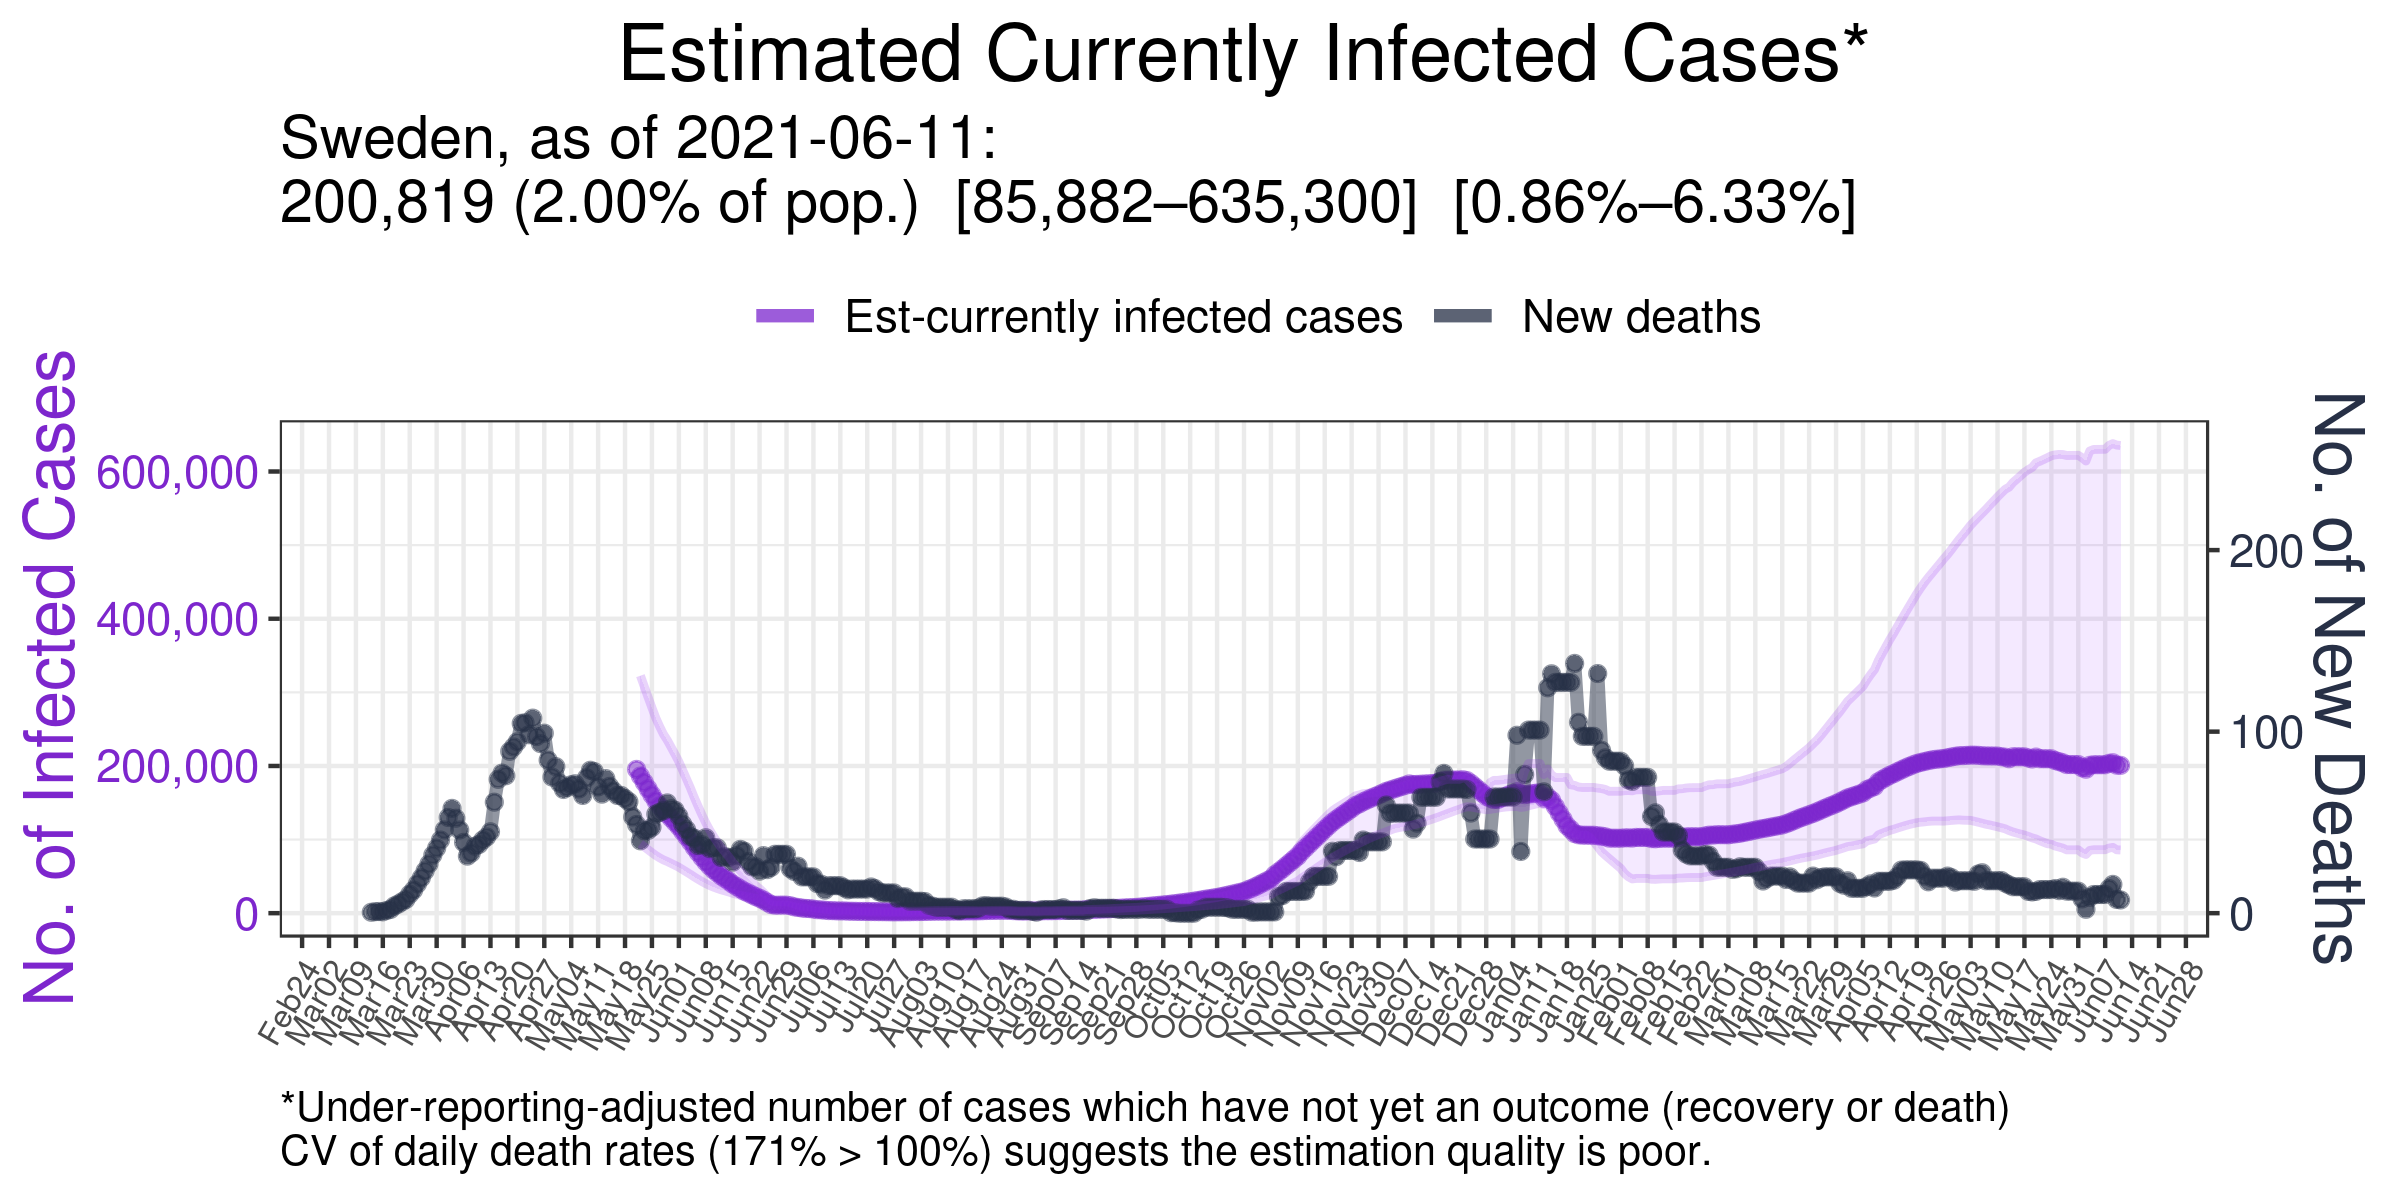 Estimated Currently Infected Cases*
Sweden, as of 2021-06-11:
200,819 (2.00% of pop.)  [85,882–635,300]  [0.86%–6.33%]
Est-currently infected cases
New deaths
No. of Infected Cases
600,000
400,000
200,000
0
No. of New Deaths
200
100
0
Feb24
Mar02
Mar09
Mar16
Mar23
Mar30
Apr06
Apr13
Apr20
Apr27
May04
May11
May18
May25
Jun01
Jun08
Jun15
Jun22
Jun29
Jul06
Jul13
Jul20
Jul27
Aug03
Aug10
Aug17
Aug24
Aug31
Sep07
Sep14
Sep21
Sep28
Oct05
Oct12
Oct19
Oct26
Nov02
Nov09
Nov16
Nov23
Nov30
Dec07
Dec14
Dec21
Dec28
Jan04
Jan11
Jan18
Jan25
Feb01
Feb08
Feb15
Feb22
Mar01
Mar08
Mar15
Mar22
Mar29
Apr05
Apr12
Apr19
Apr26
May03
May10
May17
May24
May31
Jun07
Jun14
Jun21
Jun28
*Under-reporting-adjusted number of cases which have not yet an outcome (recovery or death)
CV of daily death rates (171% > 100%) suggests the estimation quality is poor.